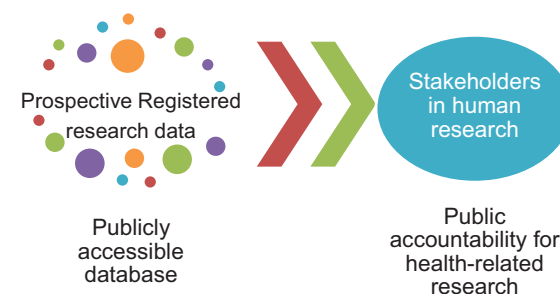 Prospective Registered
research data
Stakeholders
in human
research
Publicly
accessible
database
Public
accountability for
health-related
research